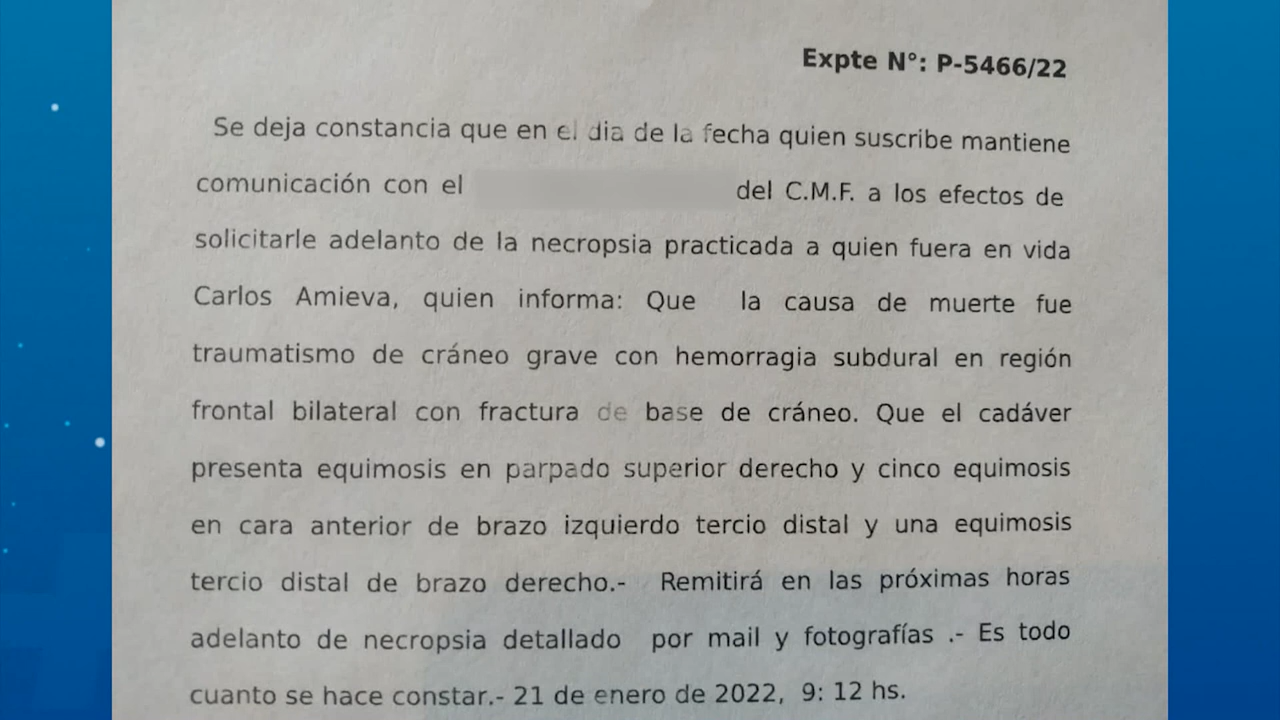 Expte N°: P-5466/22
Se deja constancia que en el dia de la fecha quien suscribe mantiene
comunicación con el del C.M.F. a los efectos de
solicitarle adelanto de la necropsia practicada a quien fuera en vida
Carlos Amieva, quien informa: Que la causa de muerte fue
traumatismo de cráneo grave con hemorragia subdural en región
frontal bilateral con fractura de base de cráneo. Que el cadáver
presenta equimosis en parpado superior derecho y cinco equimosis
en cara anterior de brazo izquierdo tercio distal y una equimosis
tercio distal de brazo derecho.- Remitirá en las próximas horas
adelanto de necropsia detallado por mail y fotografías .- Es todo
cuanto se hace constar.- 21 de enero de 2022, 9: 12 hs.